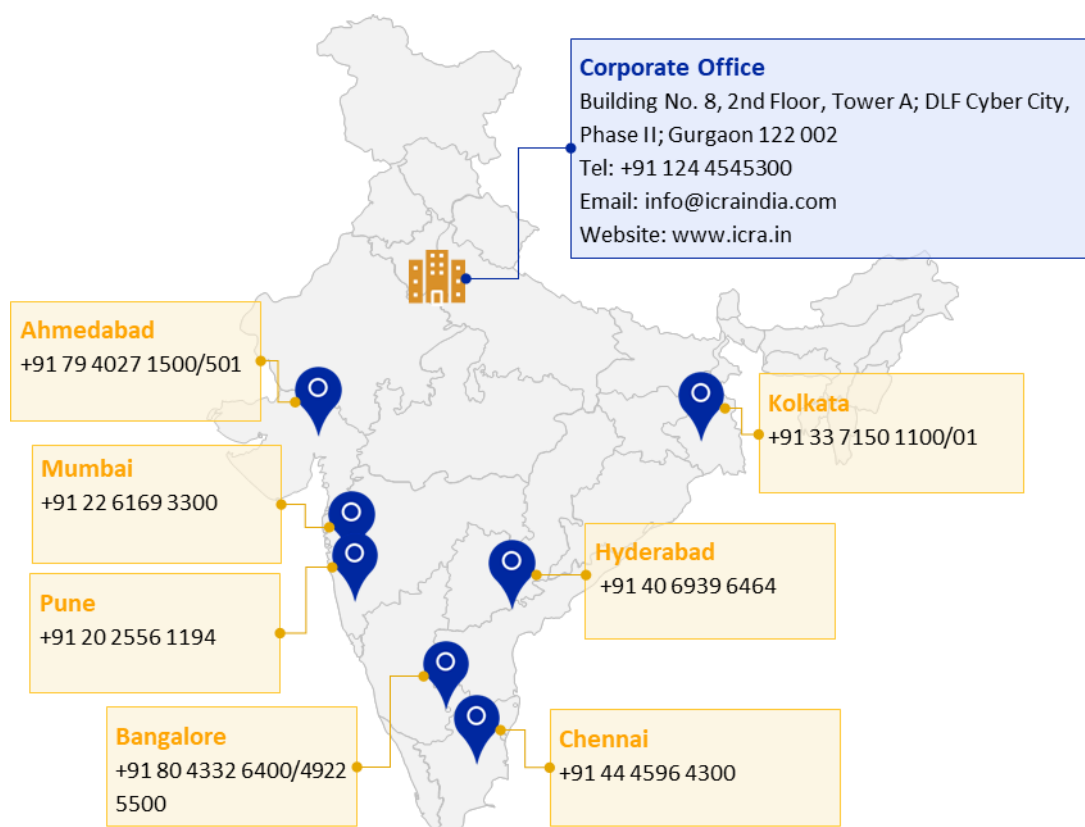 Corporate Office
Building No. 8, 2nd Floor, Tower A; DLF Cyber City,
Phase II; Gurgaon 122 002
Tel: +91 124 4545300
Email: info@icraindia.com
Website: www.icra.in
Ahmedabad
+91 79 4027 1500/501
Kolkata
+91 33 7150 1100/01
Mumbai
+91 22 6169 3300
Hyderabad
+91 40 6939 6464
Pune
+91 20 2556 1194
Bangalore
+91 80 4332 6400/4922
5500
Chennai
+91 44 4596 4300